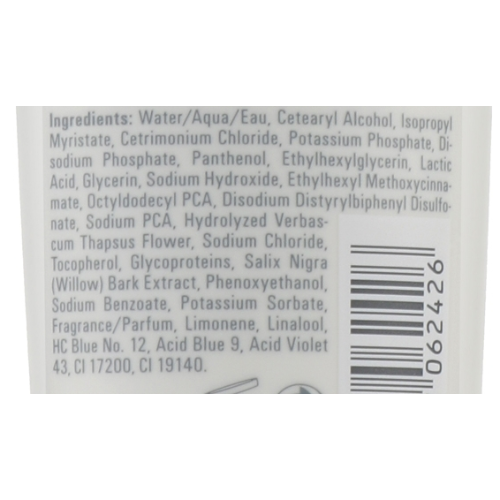 Ingredients: Water/Aqua/Eau, Cetearyl Alcohol, Isopropyl
Myristate, Cetrimonium Chloride, Potassium Phosphate, Di-
sodium Phosphate, Panthenol, Ethylhexylglycerin, Lactic
Acid, Glycerin, Sodium Hydroxide, Ethylhexyl Methoxycinna-
mate, Octyldodecyl PCA, Disodium Distyrylbiphenyl Disulfo-
nate, Sodium PCA, Hydrolyzed Verbas-
cum Thapsus Flower, Sodium Chloride,
Tocopherol, Glycoproteins, Salix Nigra
(Willow) Bark Extract, Phenoxyethanol,
Sodium Benzoate, Potassium Sorbate,
Fragrance/Parfum, Limonene, Linalool,
HC Blue No. 12, Acid Blue 9, Acid Violet
43, CI 17200, CI 19140.
062426